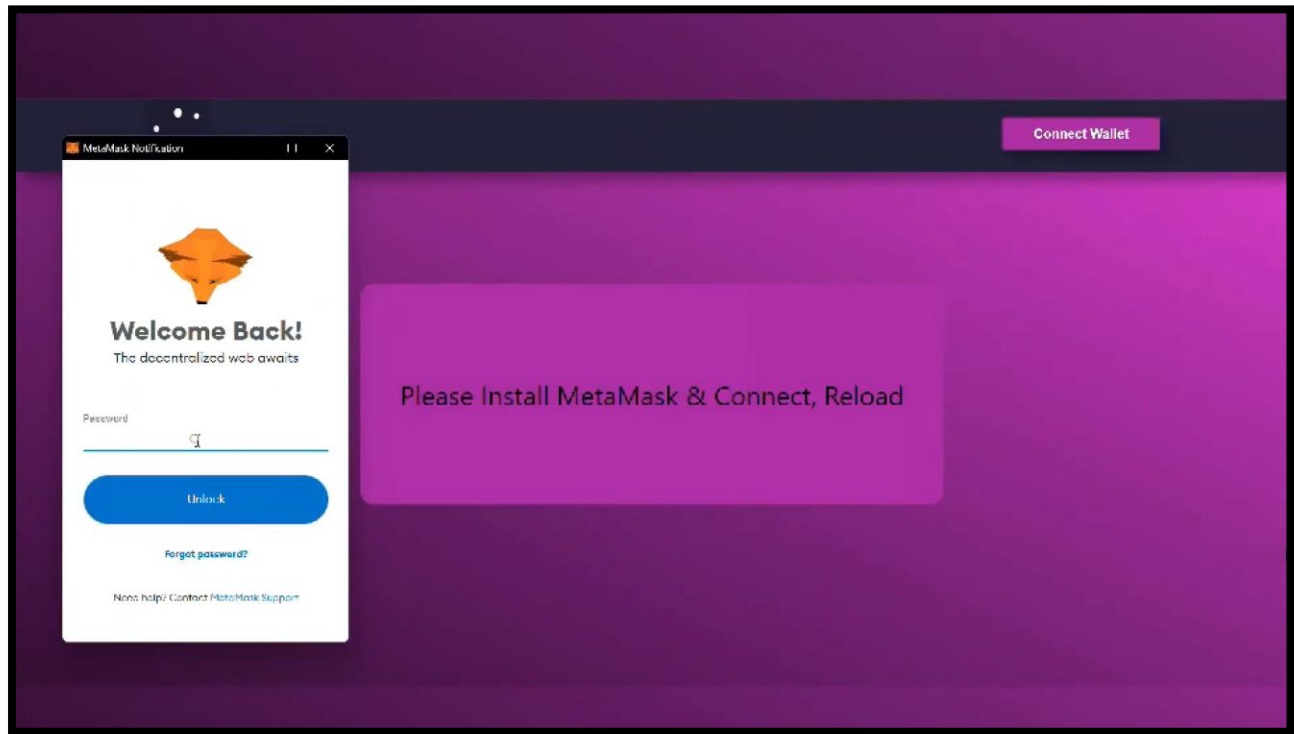 Connect Wallet
MetaMask Notification
Welcome Back!
The decentralized web awaits
Password
Unlock
Forgot password?
Need help? Contact MetaMask Support
Please Install MetaMask & Connect, Reload